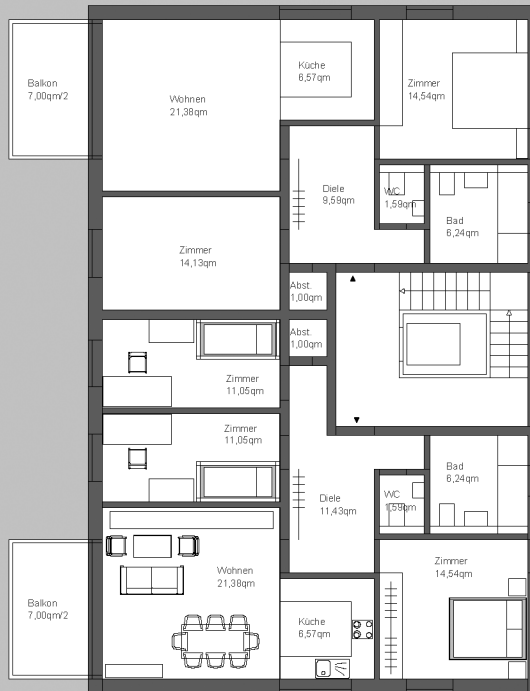 Balkon
7,00qm/2
Wohnen
21,38qm
Küche
6,57qm
Zimmer
14,54qm
Diele
9,59qm
WC
1,59qm
Bad
6,24qm
Zimmer
14,13qm
Abst.
1,00qm
Abst.
1,00qm
Zimmer
11,05qm
Zimmer
11,05qm
Diele
11,43qm
WC
1,59qm
Bad
6,24qm
Wohnen
21,38qm
Zimmer
14,54qm
Balkon
7,00qm/2
Küche
6,57qm